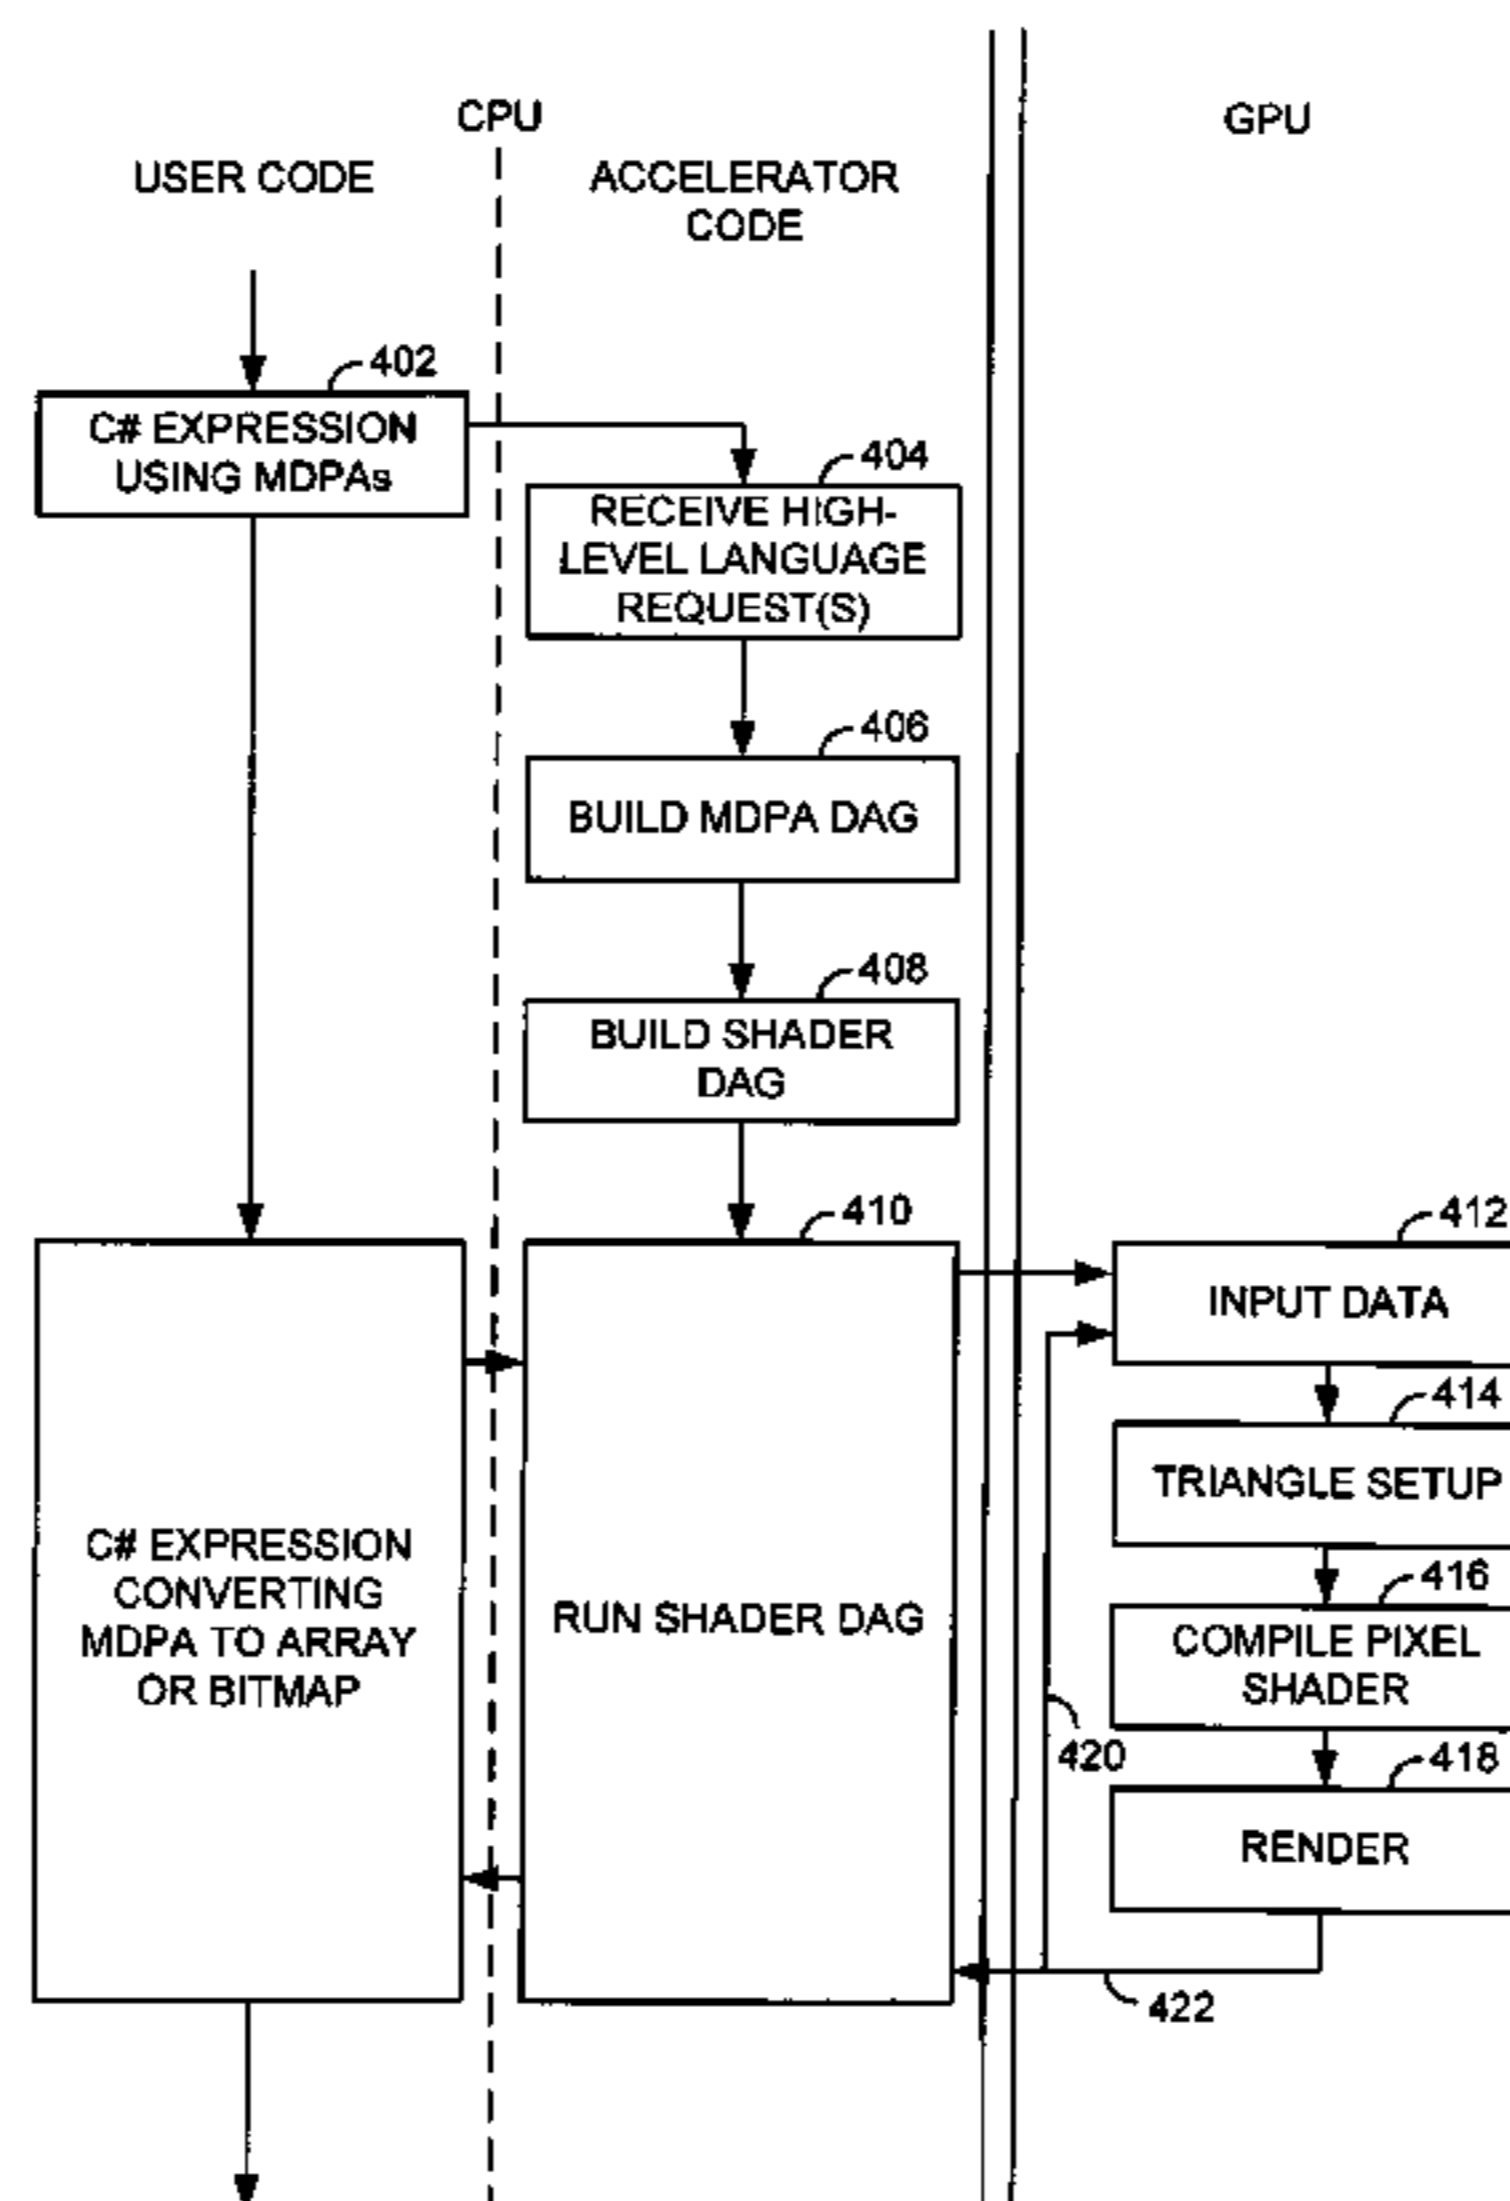 CPU
GPU
USER CODE
ACCELERATOR
CODE
402
C# EXPRESSION
USING MDPAs
404
RECEIVE HIGH-
LEVEL LANGUAGE
REQUEST(S)
406
BUILD MDPA DAG
408
BUILD SHADER
DAG
410
412
INPUT DATA
414
TRIANGLE SETUP
C# EXPRESSION
CONVERTING
MDPA TO ARRAY
OR BITMAP
RUN SHADER DAG
416
COMPILE PIXEL
SHADER
420
418
RENDER
422